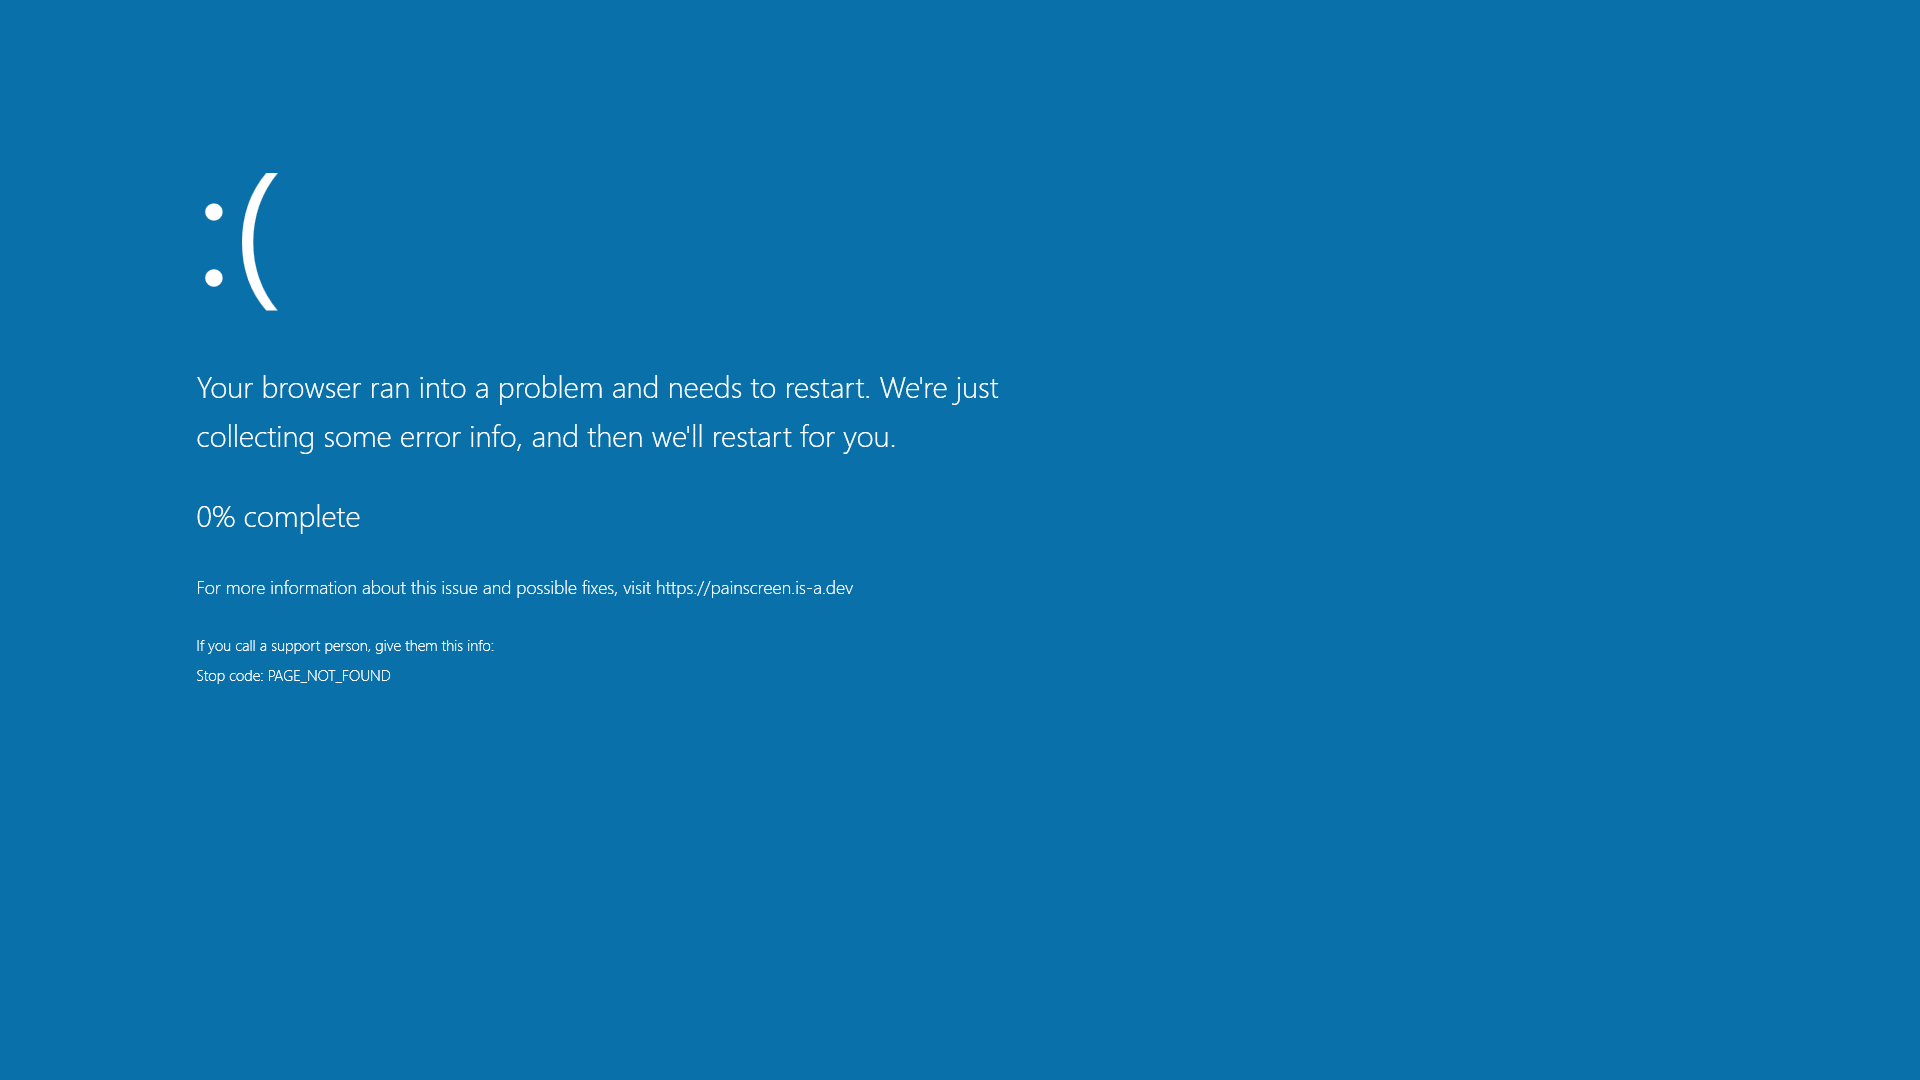 :(
Your browser ran into a problem and needs to restart. We're just
collecting some error info, and then we'll restart for you.
0% complete
For more information about this issue and possible fixes, visit https://painscreen.is-a.dev
If you call a support person, give them this info:
Stop code: PAGE_NOT_FOUND